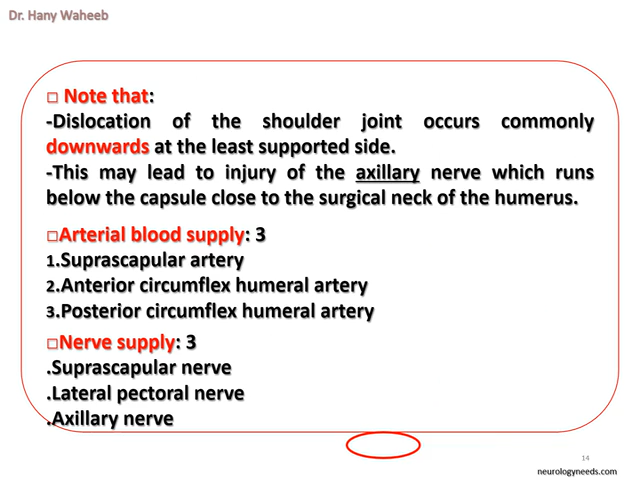 Dr. Hany Waheeb
□ Note that:
-Dislocation of the shoulder joint occurs commonly
downwards at the least supported side.
-This may lead to injury of the axillary nerve which runs
below the capsule close to the surgical neck of the humerus.
□Arterial blood supply: 3
1.Suprascapular artery
2.Anterior circumflex humeral artery
3.Posterior circumflex humeral artery
□Nerve supply: 3
.Suprascapular nerve
.Lateral pectoral nerve
.Axillary nerve
14
neurologyneeds.com